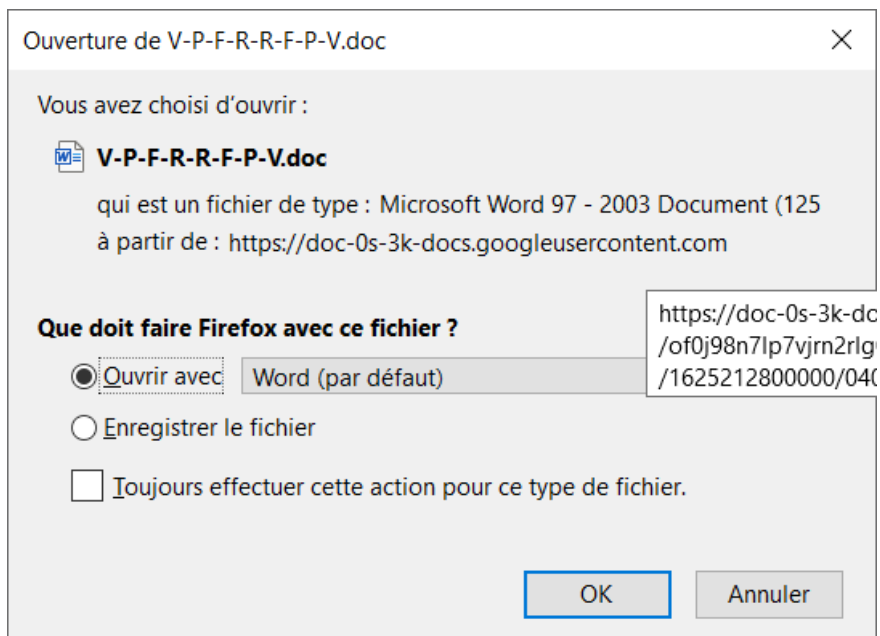 Ouverture de V-P-F-R-R-F-P-V.doc
Vous avez choisi d’ouvrir :
V-P-F-R-R-F-P-V.doc
qui est un fichier de type : Microsoft Word 97 - 2003 Document (125
à partir de : https://doc-0s-3k-docs.googleusercontent.com
Que doit faire Firefox avec ce fichier ?
https://doc-0s-3k-do
/of0j98n7lp7vjrn2rlg
/1625212800000/040
Ouvrir avec Word (par défaut)
Enregistrer le fichier
Toujours effectuer cette action pour ce type de fichier.
OK Annuler